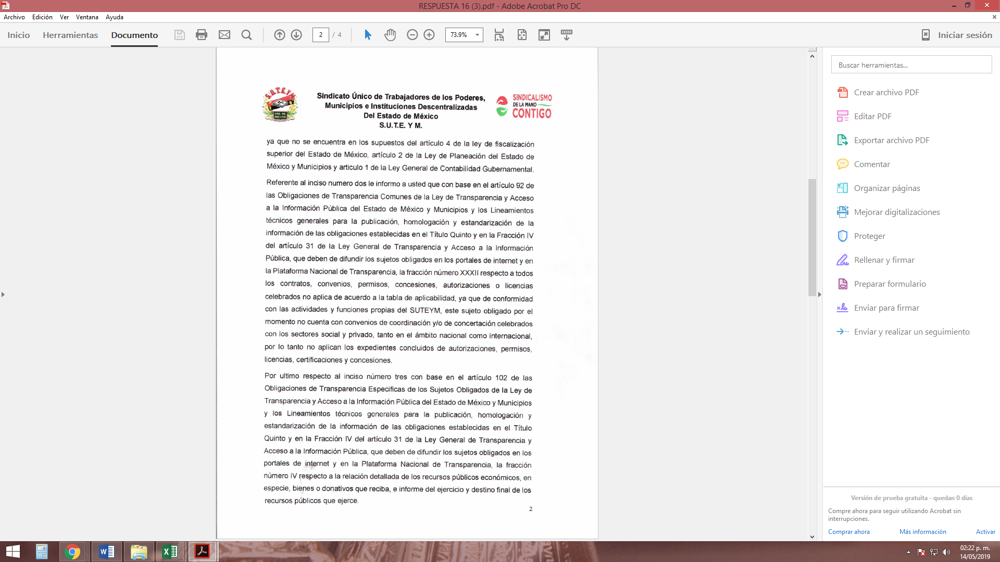 RESPUESTA 16 (3).pdf - Adobe Acrobat Pro DC
Archivo Edición Ver Ventana Ayuda
Inicio Herramientas Documento 2 / 4 73.9% Iniciar sesión
Buscar herramientas...
Crear archivo PDF
Editar PDF
Exportar archivo PDF
Comentar
Organizar páginas
Mejorar digitalizaciones
Proteger
Rellenar y firmar
Preparar formulario
Enviar para firmar
Enviar y realizar un seguimiento
S.U.T.E.Y.M.
EDO. DE
MEXICO
Sindicato Único de Trabajadores de los Poderes,
Municipios e Instituciones Descentralizadas
Del Estado de México
S.U.T.E. Y M.
SINDICALISMO
DE LA MANO
CONTIGO
ya que no se encuentra en los supuestos del artículo 4 de la ley de fiscalización
superior del Estado de México, artículo 2 de la Ley de Planeación del Estado de
México y Municipios y articulo 1 de la Ley General de Contabilidad Gubernamental.
Referente al inciso numero dos le informo a usted que con base en el artículo 92 de
las Obligaciones de Transparencia Comunes de la Ley de Transparencia y Acceso
a la Información Pública del Estado de México y Municipios y los Lineamientos
técnicos generales para la publicación, homologación y estandarización de la
información de las obligaciones establecidas en el Título Quinto y en la Fracción IV
del artículo 31 de la Ley General de Transparencia y Acceso a la Información
Pública, que deben de difundir los sujetos obligados en los portales de internet y en
la Plataforma Nacional de Transparencia, la fracción número XXXII respecto a todos
los contratos, convenios, permisos, concesiones, autorizaciones o licencias
celebrados no aplica de acuerdo a la tabla de aplicabilidad, ya que de conformidad
con las actividades y funciones propias del SUTEYM, este sujeto obligado por el
momento no cuenta con convenios de coordinación y/o de concertación celebrados
con los sectores social y privado, tanto en el ámbito nacional como internacional,
por lo tanto no aplican los expedientes concluidos de autorizaciones, permisos,
licencias, certificaciones y concesiones.
Por ultimo respecto al inciso número tres con base en el artículo 102 de las
Obligaciones de Transparencia Especificas de los Sujetos Obligados de la Ley de
Transparencia y Acceso a la Información Pública del Estado de México y Municipios
y los Lineamientos técnicos generales para la publicación, homologación y
estandarización de la información de las obligaciones establecidas en el Título
Quinto y en la Fracción IV del artículo 31 de la Ley General de Transparencia y
Acceso a la Información Pública, que deben de difundir los sujetos obligados en los
portales de internet y en la Plataforma Nacional de Transparencia, la fracción
número IV respecto a la relación detallada de los recursos públicos económicos, en
especie, bienes o donativos que reciba, e informe del ejercicio y destino final de los
recursos públicos que ejerce.
2
Versión de prueba gratuita - quedan 0 días
Compre ahora para seguir utilizando Acrobat sin
interrupciones.
Comprar ahora Más información Activar
02:22 p. m.
14/05/2019